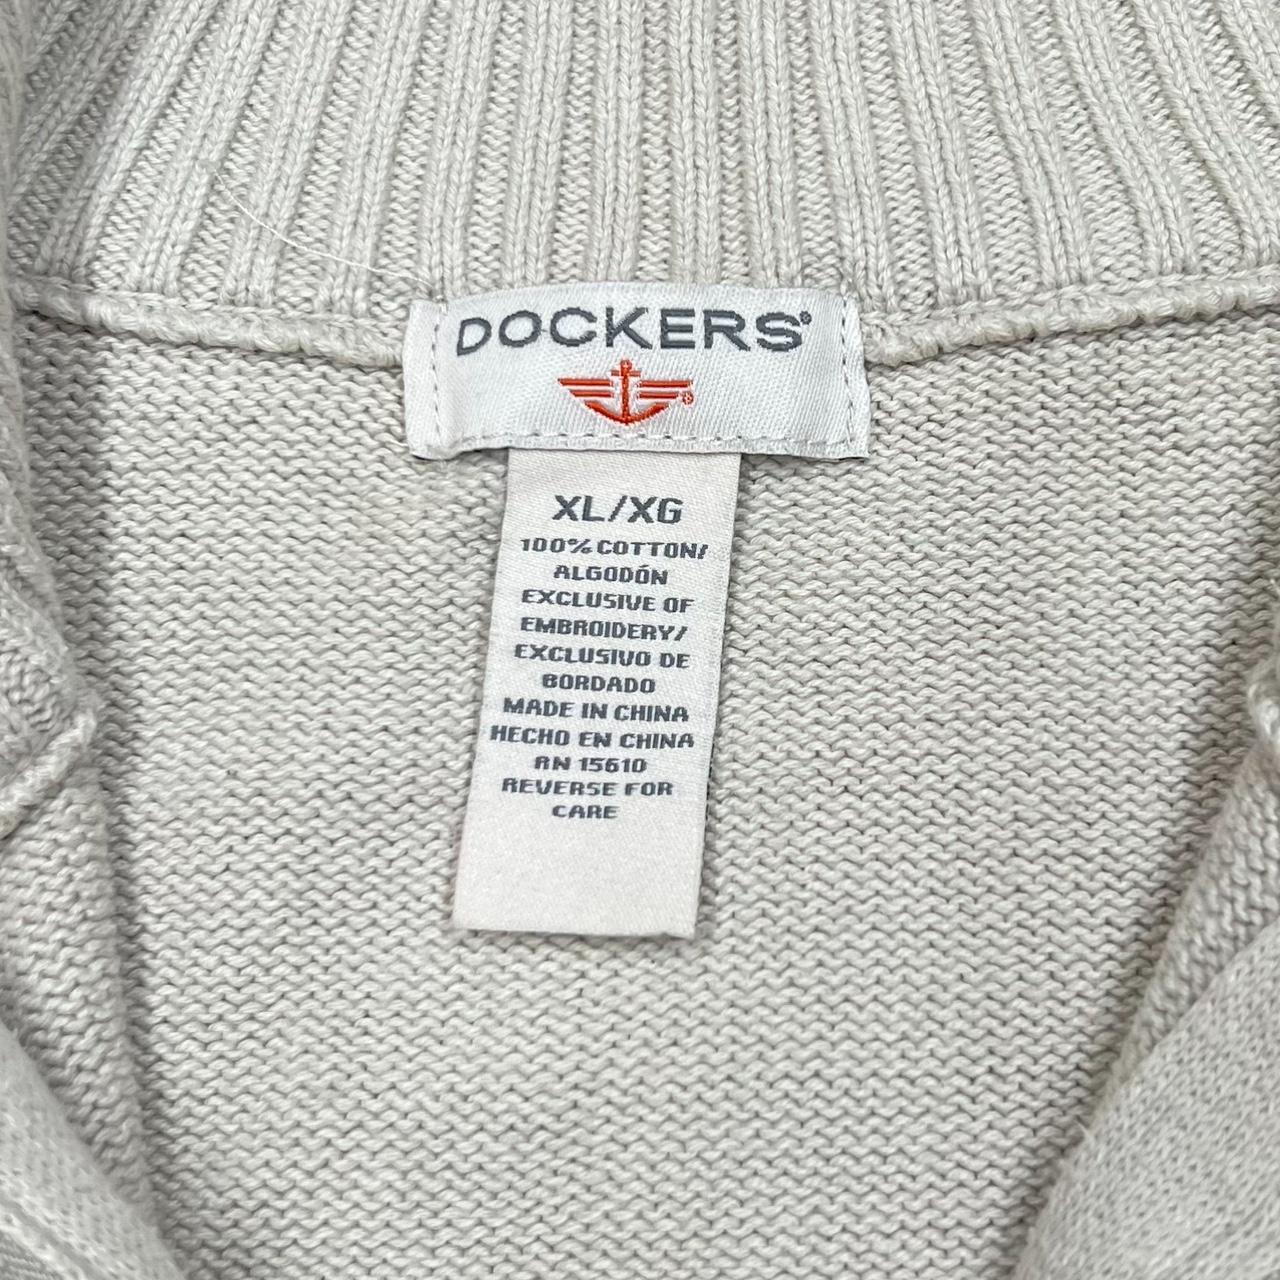 DOCKERS®
®
XL/XG
100% COTTON/
ALGODÓN
EXCLUSIVE OF
EMBROIDERY/
EXCLUSIVO DE
BORDADO
MADE IN CHINA
HECHO EN CHINA
RN 15610
REVERSE FOR
CARE